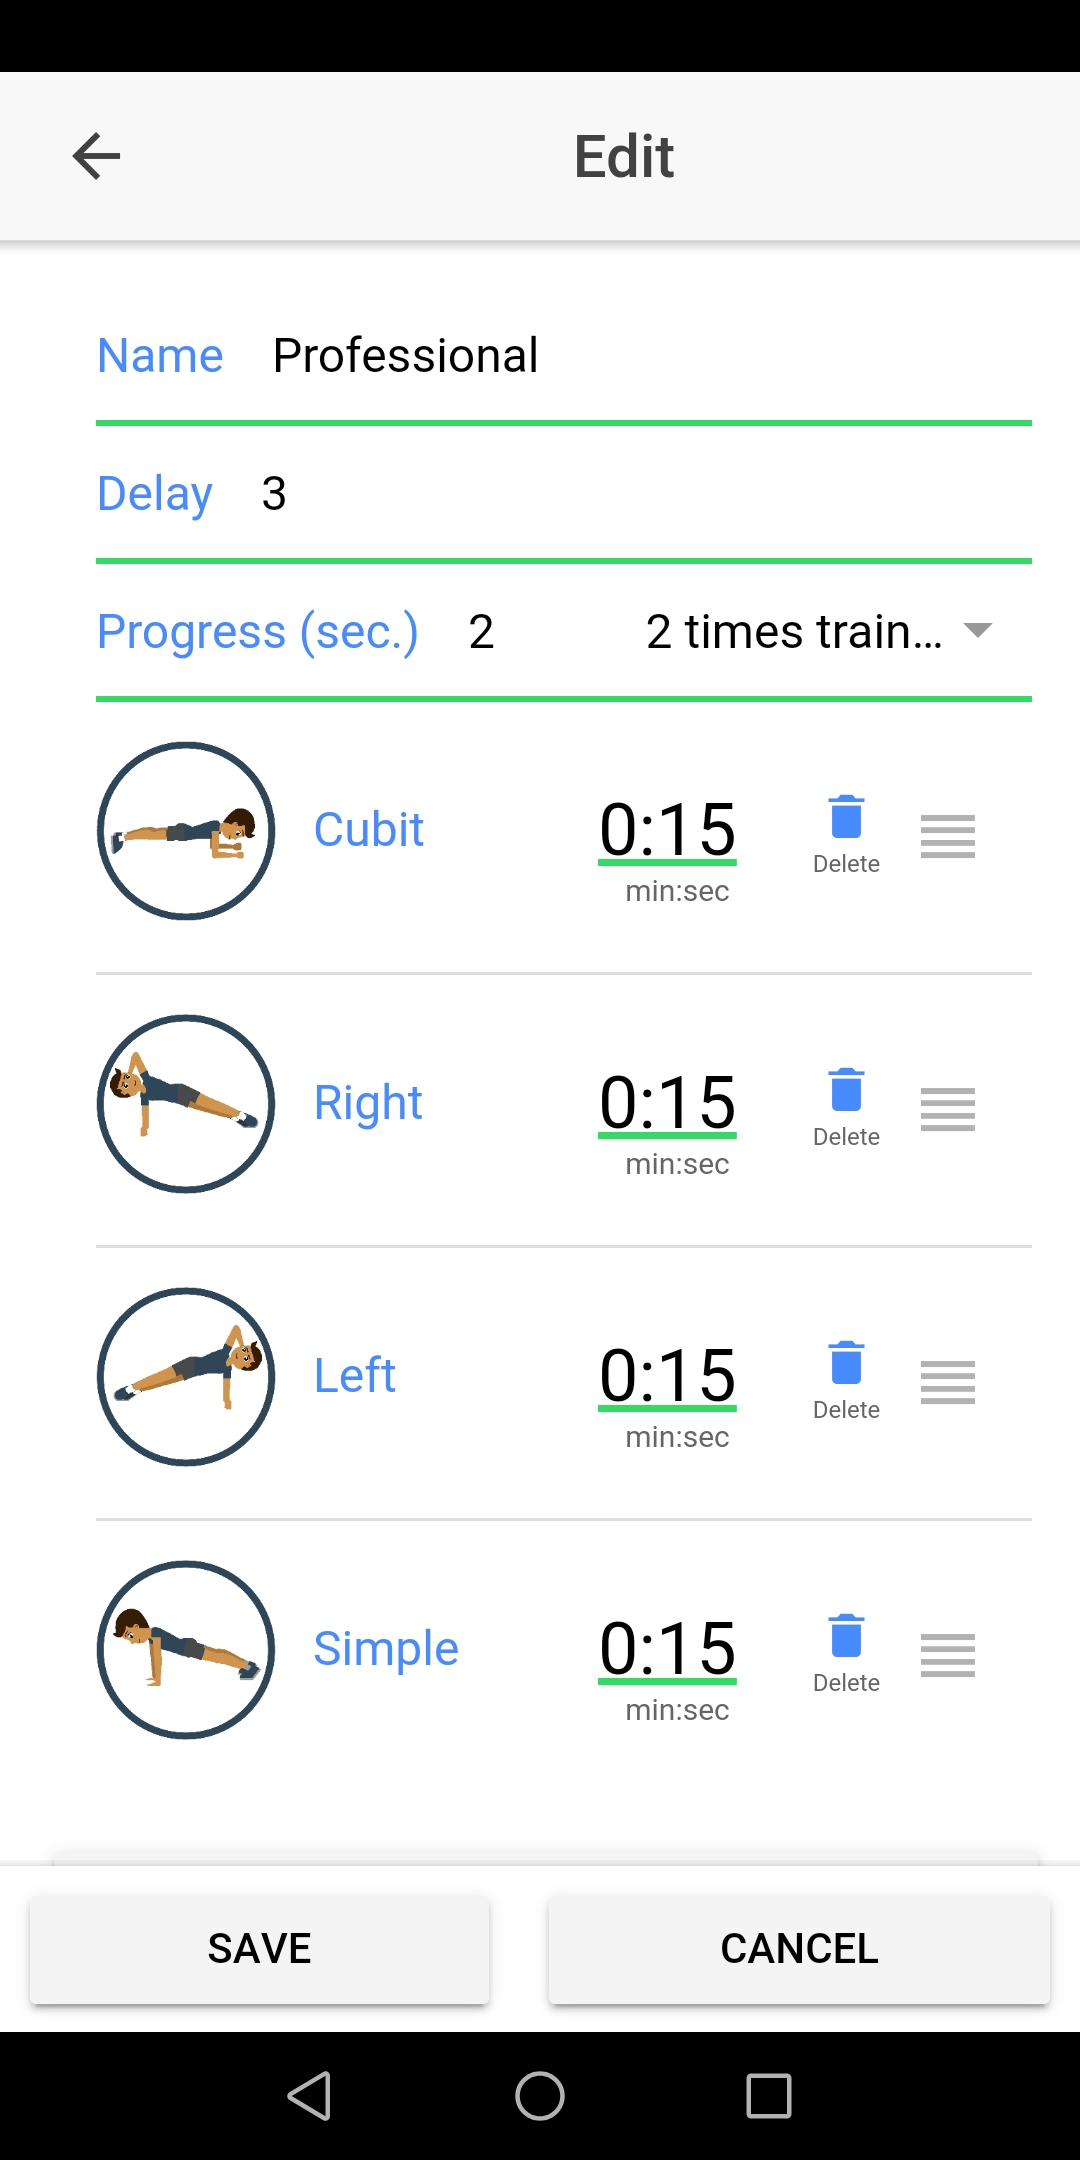 Edit
Name Professional
Delay 3
Progress (sec.) 2 2 times train...
Cubit 0:15 Delete
min:sec
Right 0:15 Delete
min:sec
Left 0:15 Delete
min:sec
Simple 0:15 Delete
min:sec
SAVE CANCEL